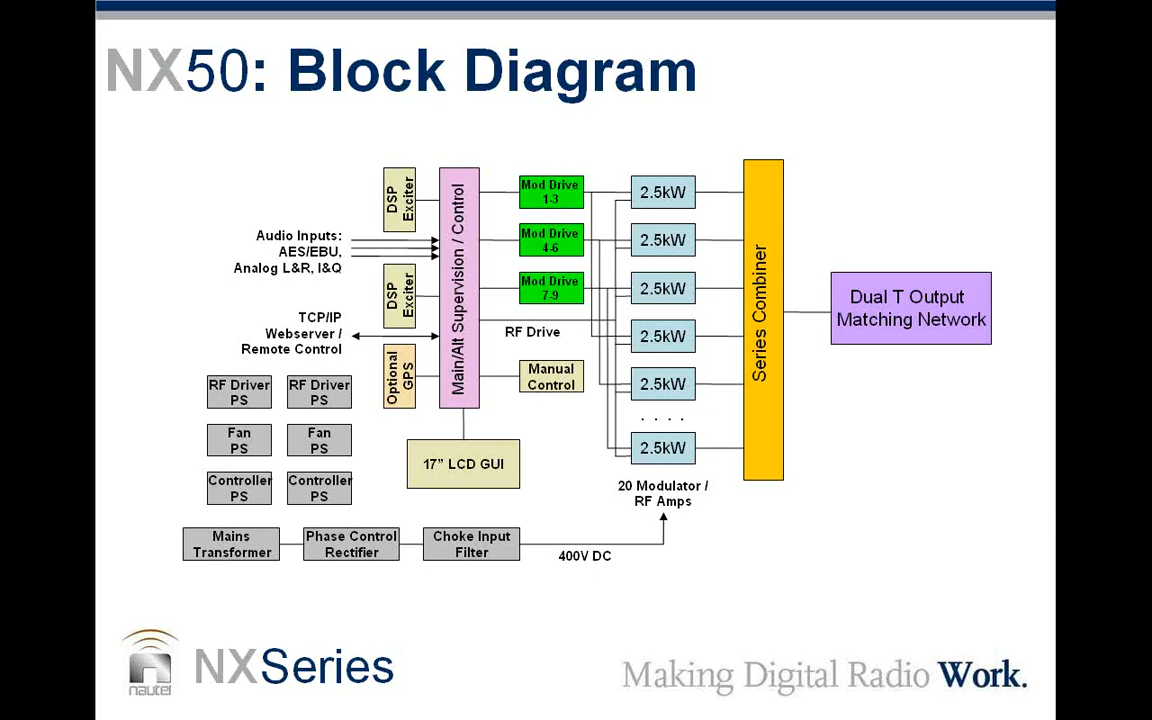 NX50: Block Diagram
DSP
Exciter
Audio Inputs:
AES/EBU,
Analog L&R, I&Q
DSP
Exciter
TCP/IP
Webserver /
Remote Control
Optional
GPS
Main/Alt Supervision / Control
Mod Drive
1-3
Mod Drive
4-6
Mod Drive
7-9
RF Drive
Manual
Control
17” LCD GUI
2.5kW
2.5kW
2.5kW
2.5kW
2.5kW
. . . .
2.5kW
20 Modulator /
RF Amps
Series Combiner
Dual T Output
Matching Network
RF Driver
PS
RF Driver
PS
Fan
PS
Fan
PS
Controller
PS
Controller
PS
Mains
Transformer
Phase Control
Rectifier
Choke Input
Filter
400V DC
nautel
NXSeries
Making Digital Radio Work.